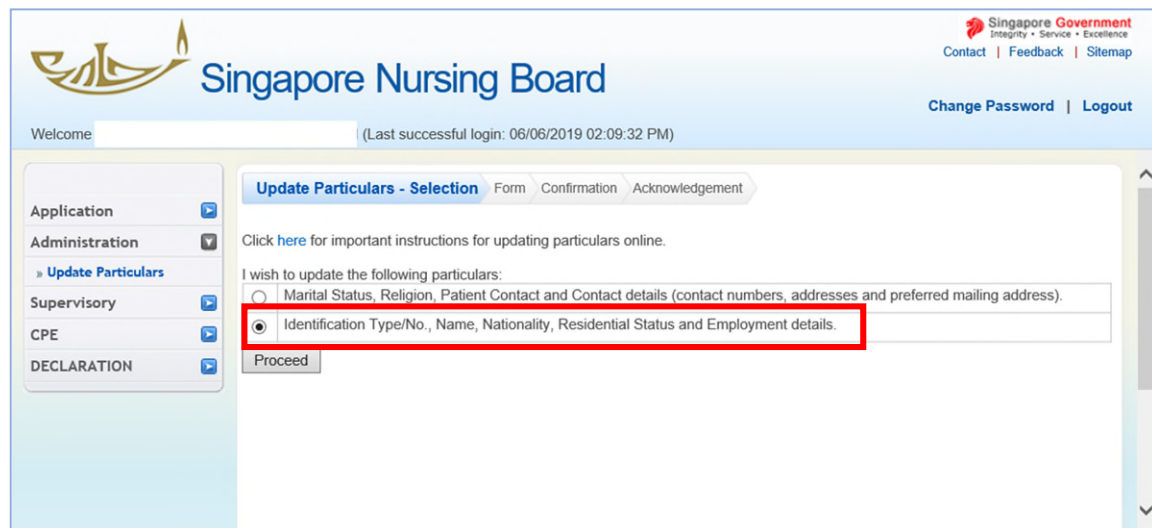 Singapore Government
Integrity • Service • Excellence
Contact | Feedback | Sitemap
Singapore Nursing Board
Change Password | Logout
Welcome (Last successful login: 06/06/2019 02:09:32 PM)
Update Particulars - Selection Form Confirmation Acknowledgement
Application
Administration
» Update Particulars
Supervisory
CPE
DECLARATION
Click here for important instructions for updating particulars online.
I wish to update the following particulars:
Marital Status, Religion, Patient Contact and Contact details (contact numbers, addresses and preferred mailing address).
Identification Type/No., Name, Nationality, Residential Status and Employment details.
Proceed